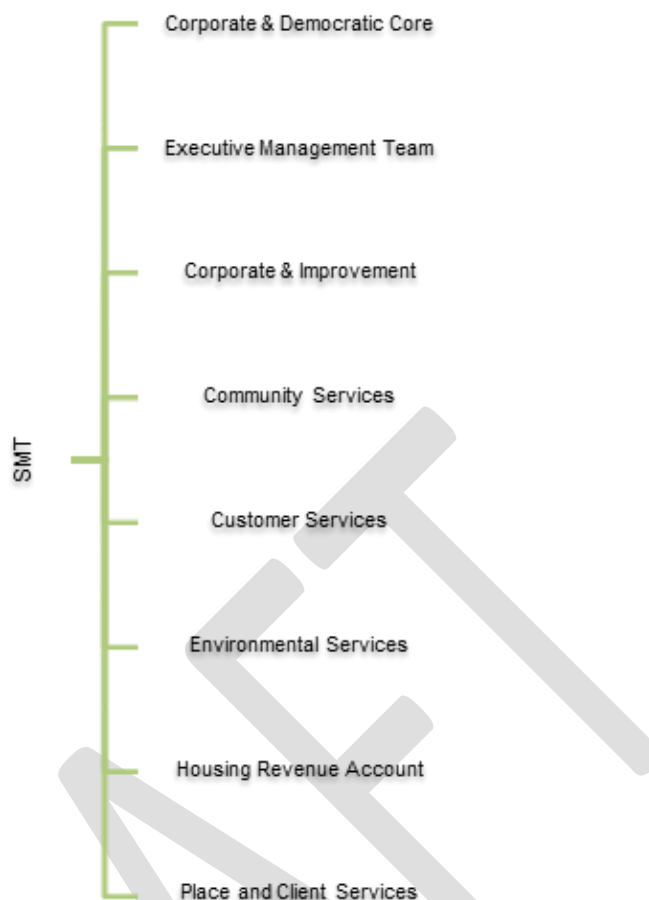 Corporate & Democratic Core
Executive Management Team
Corporate & Improvement
Community Services
SMT
Customer Services
Environmental Services
Housing Revenue Account
Place and Client Services